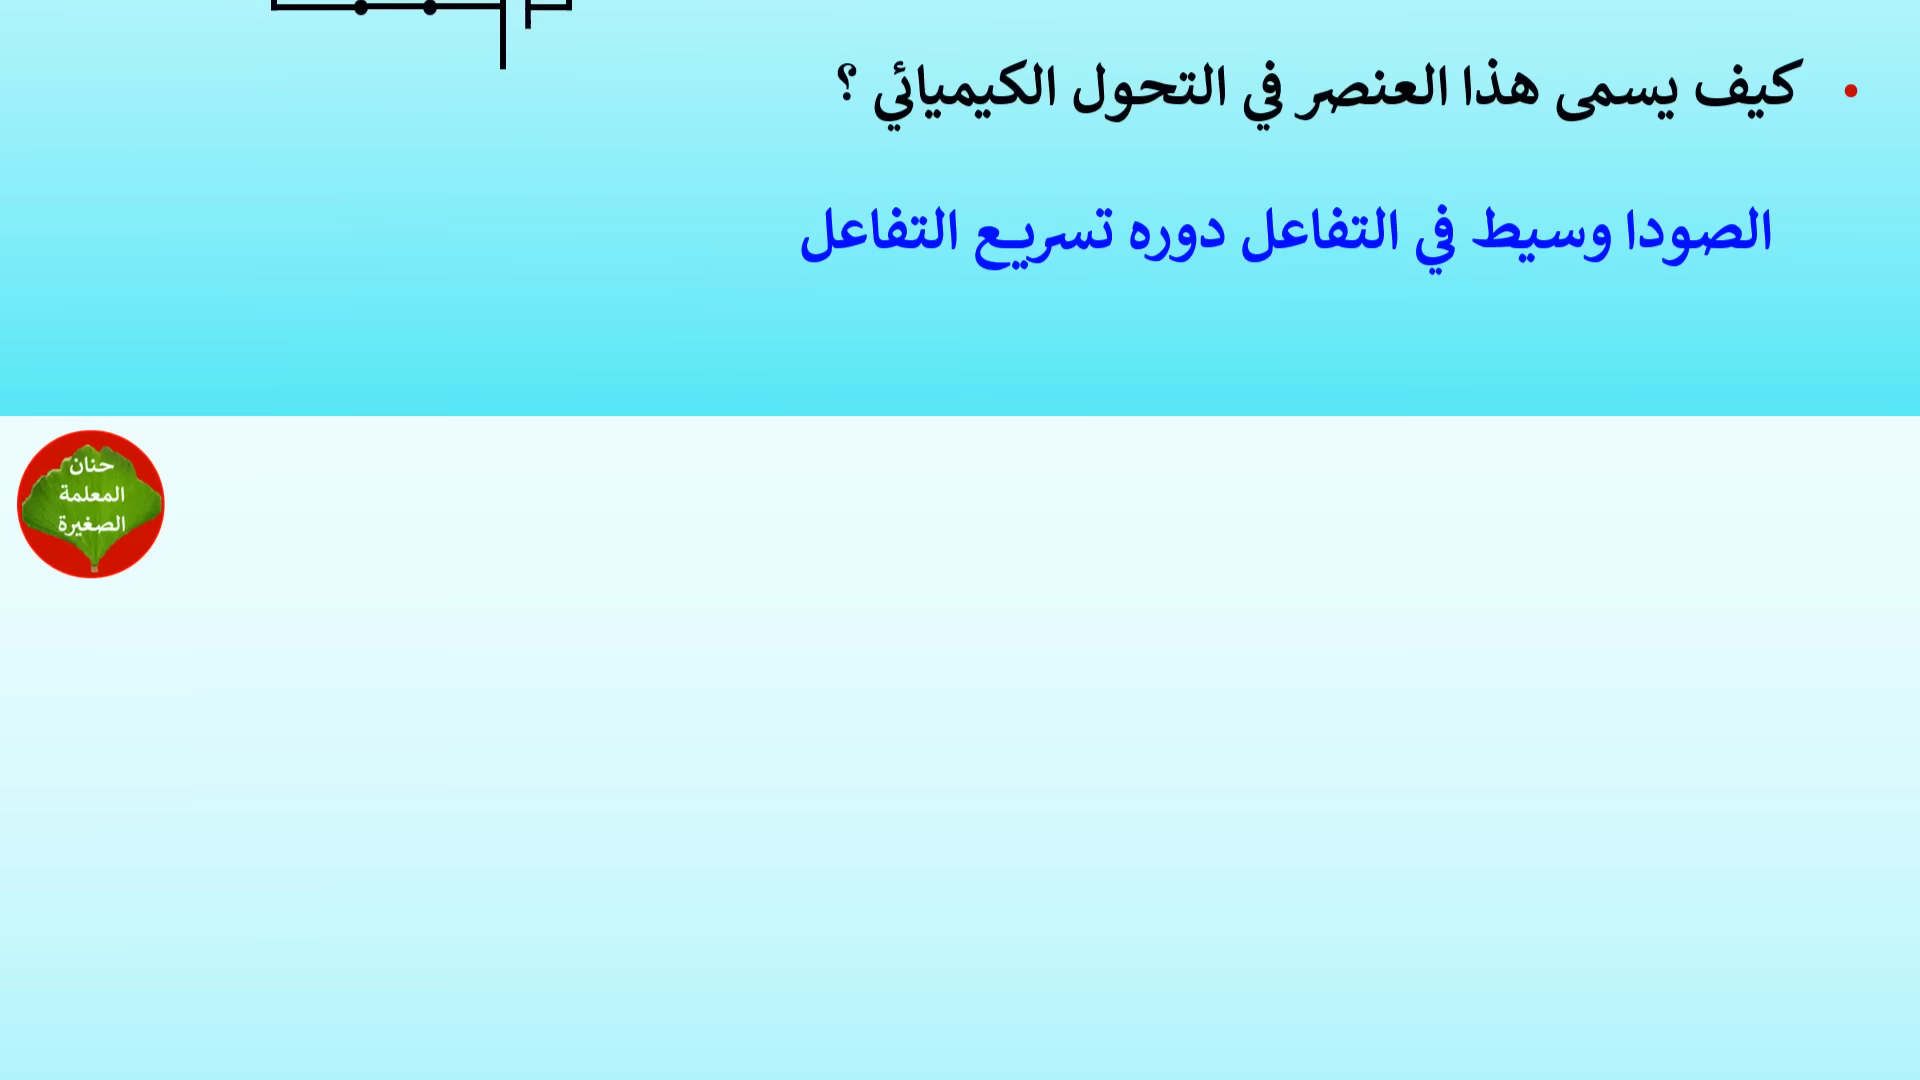 • كيف يسمى هذا العنصر في التحول الكيميائي ؟
الصودا وسيط في التفاعل دوره تسريع التفاعل
حنان
المعلمة
الصغيرة